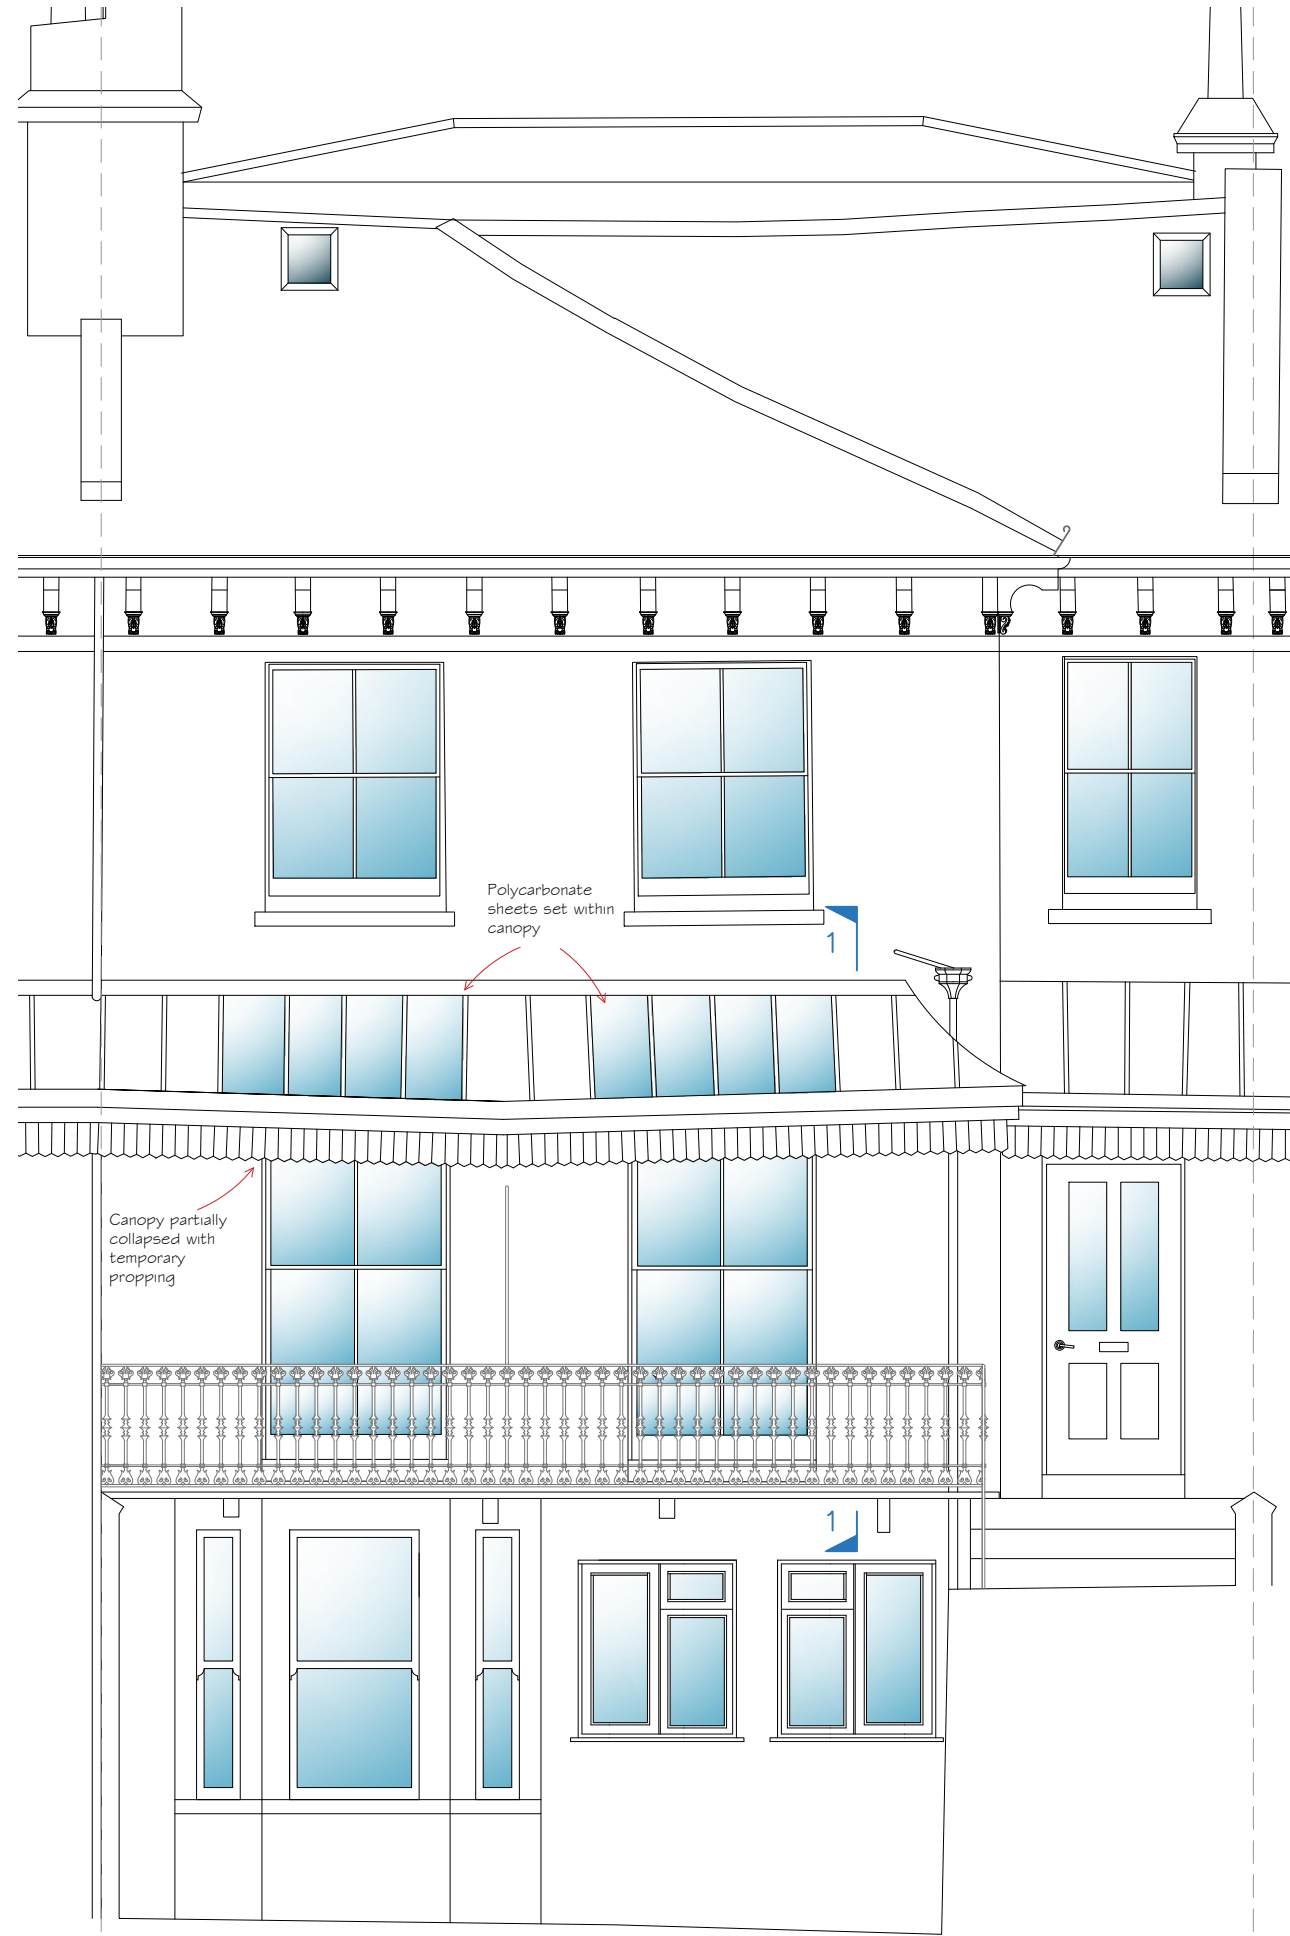 Polycarbonate
sheets set within
canopy
1
Canopy partially
collapsed with
temporary
propping
1